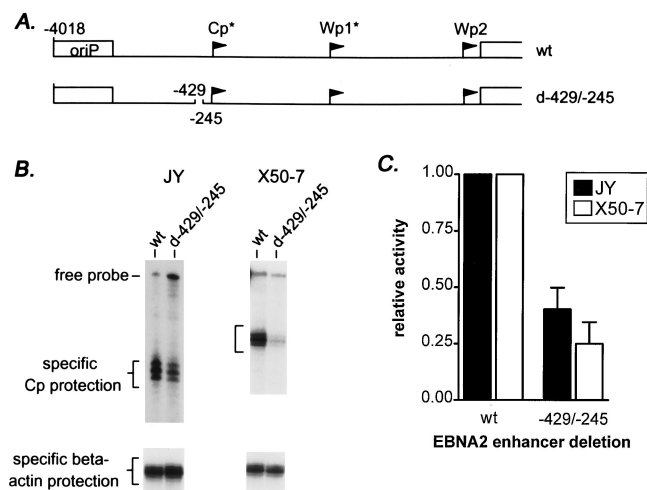 A.
-4018
Cp* Wp1* Wp2
oriP wt
-429 d-429/-245
-245
B.
JY X50-7
wt d-429/-245 wt d-429/-245
free probe
specific
Cp protection
specific beta-
actin protection
C.
JY
X50-7
relative activity
1.00
0.75
0.50
0.25
0.00
wt -429/-245
EBNA2 enhancer deletion